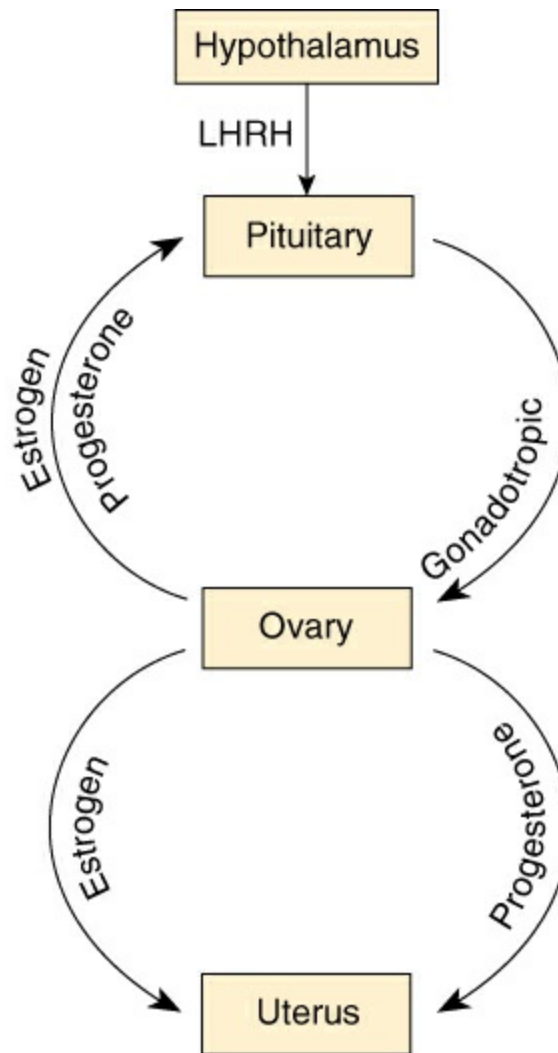 Hypothalamus
LHRH
Pituitary
Estrogen
Progesterone
Gonadotropic
Ovary
Estrogen
Progesterone
Uterus